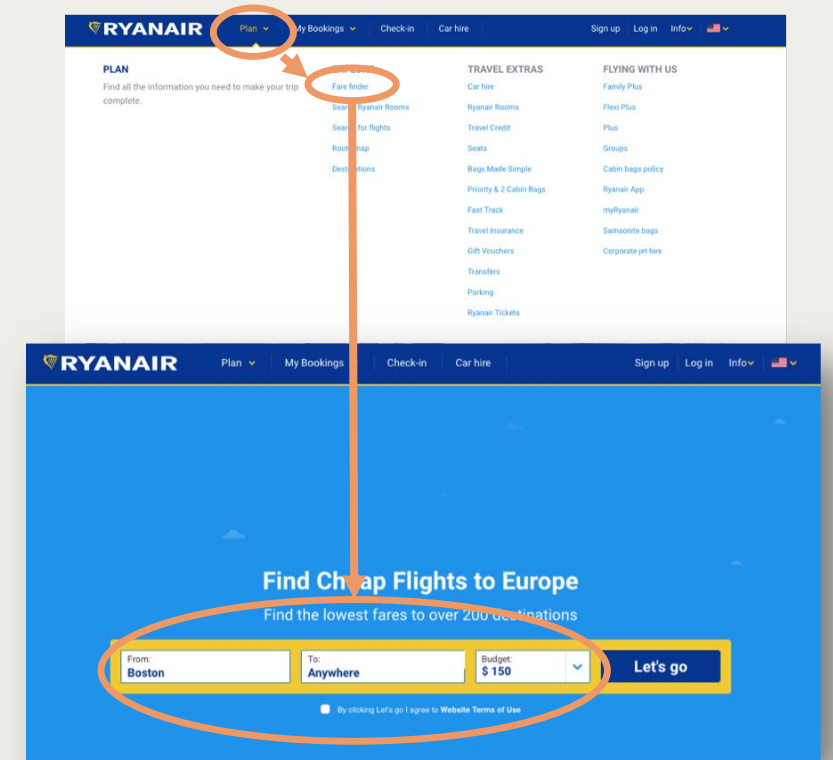 RYANAIR
Plan
My Bookings
Check-in
Car hire
Sign up
Log in
Info
PLAN
Find all the information you need to make your trip
complete.
Fare finder
Search Ryanair Rooms
Search for flights
Route map
Destinations
TRAVEL EXTRAS
Car hire
Ryanair Rooms
Travel Credit
Seats
Bags Made Simple
Priority & 2 Cabin Bags
Fast Track
Travel Insurance
Gift Vouchers
Transfers
Parking
Ryanair Tickets
FLYING WITH US
Family Plus
Flexi Plus
Plus
Groups
Cabin bags policy
Ryanair App
myRyanair
Samsonite bags
Corporate jet hire
RYANAIR
Plan
My Bookings
Check-in
Car hire
Sign up
Log in
Info
Find Cheap Flights to Europe
Find the lowest fares to over 200 destinations
From:
Boston
To:
Anywhere
Budget:
$ 150
Let's go
By clicking Let's go I agree to Website Terms of Use